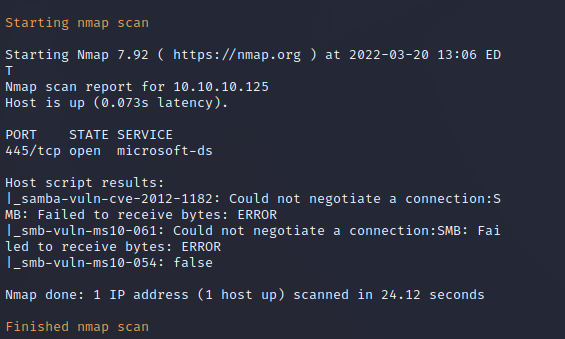 Starting nmap scan
Starting Nmap 7.92 ( https://nmap.org ) at 2022-03-20 13:06 ED
T
Nmap scan report for 10.10.10.125
Host is up (0.073s latency).
PORT    STATE SERVICE
445/tcp open  microsoft-ds
Host script results:
|_samba-vuln-cve-2012-1182: Could not negotiate a connection:S
MB: Failed to receive bytes: ERROR
|_smb-vuln-ms10-061: Could not negotiate a connection:SMB: Fai
led to receive bytes: ERROR
|_smb-vuln-ms10-054: false
Nmap done: 1 IP address (1 host up) scanned in 24.12 seconds
Finished nmap scan